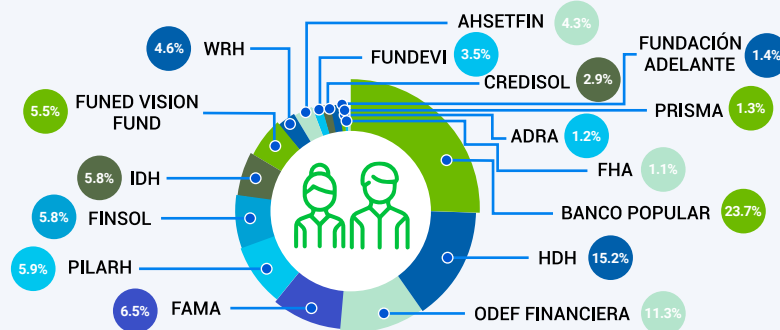 AHSETFIN 4.3%
WRH 4.6%
FUNDEVI 3.5%
FUNDACIÓN
ADELANTE 1.4%
CREDISOL 2.9%
FUNED VISION
FUND 5.5%
PRISMA 1.3%
ADRA 1.2%
FHA 1.1%
IDH 5.8%
BANCO POPULAR 23.7%
FINSOL 5.8%
HDH 15.2%
PILARH 5.9%
FAMA 6.5%
ODEF FINANCIERA 11.3%